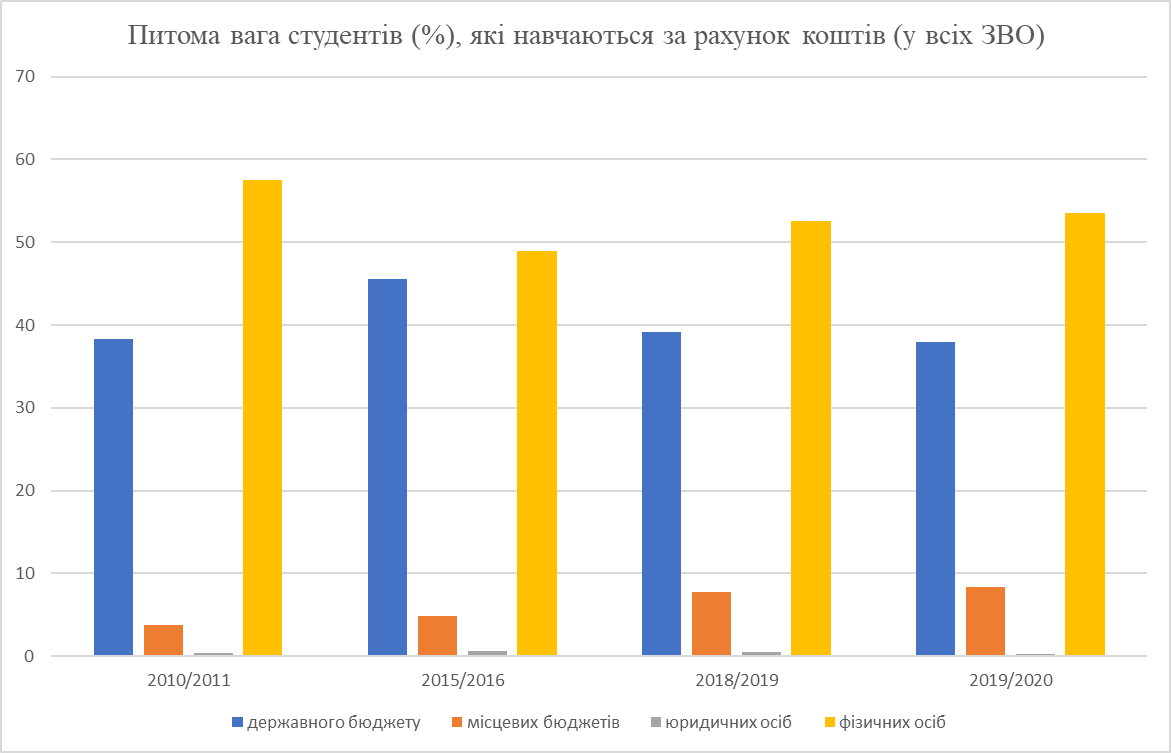 Питома вага студентів (%), які навчаються за рахунок коштів (у всіх ЗВО)
70
60
50
40
30
20
10
0
2010/2011 2015/2016 2018/2019 2019/2020
державного бюджету місцевих бюджетів юридичних осіб фізичних осіб